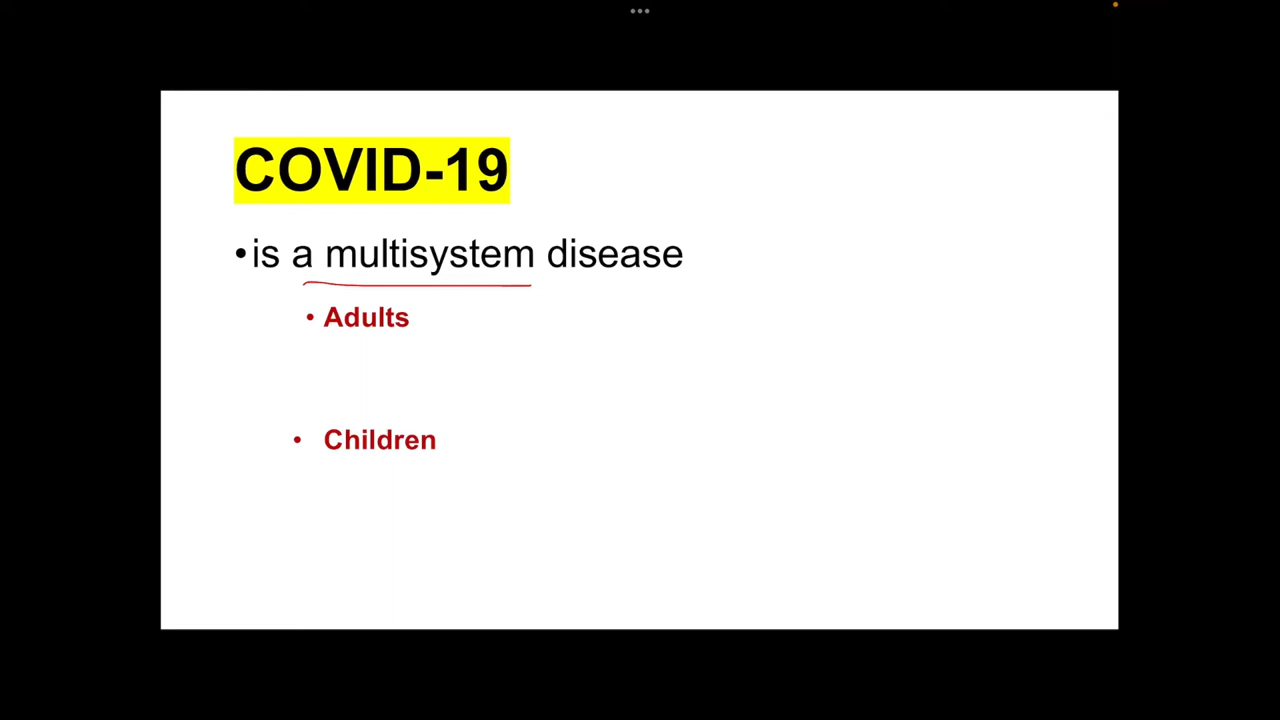 COVID-19
•is a multisystem disease
• Adults
• Children